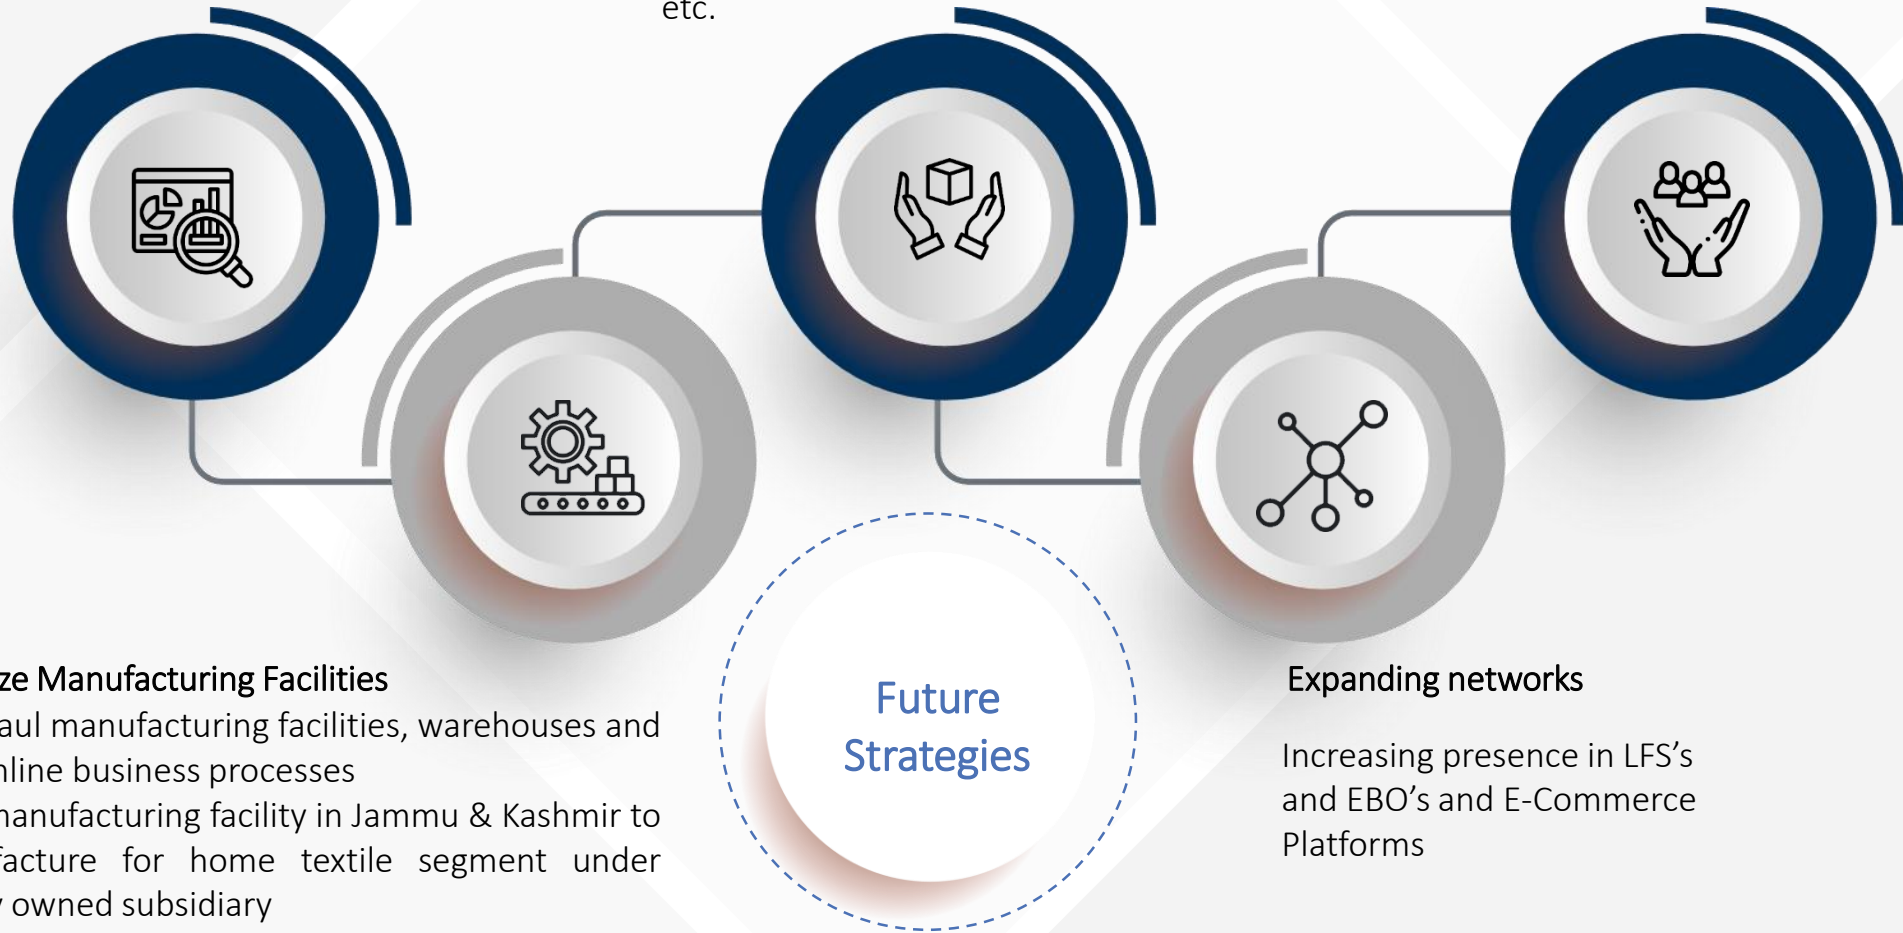 etc.
ze Manufacturing Facilities
aul manufacturing facilities, warehouses and
nline business processes
manufacturing facility in Jammu & Kashmir to
facture for home textile segment under
y owned subsidiary
Future
Strategies
Expanding networks
Increasing presence in LFS’s
and EBO’s and E-Commerce
Platforms